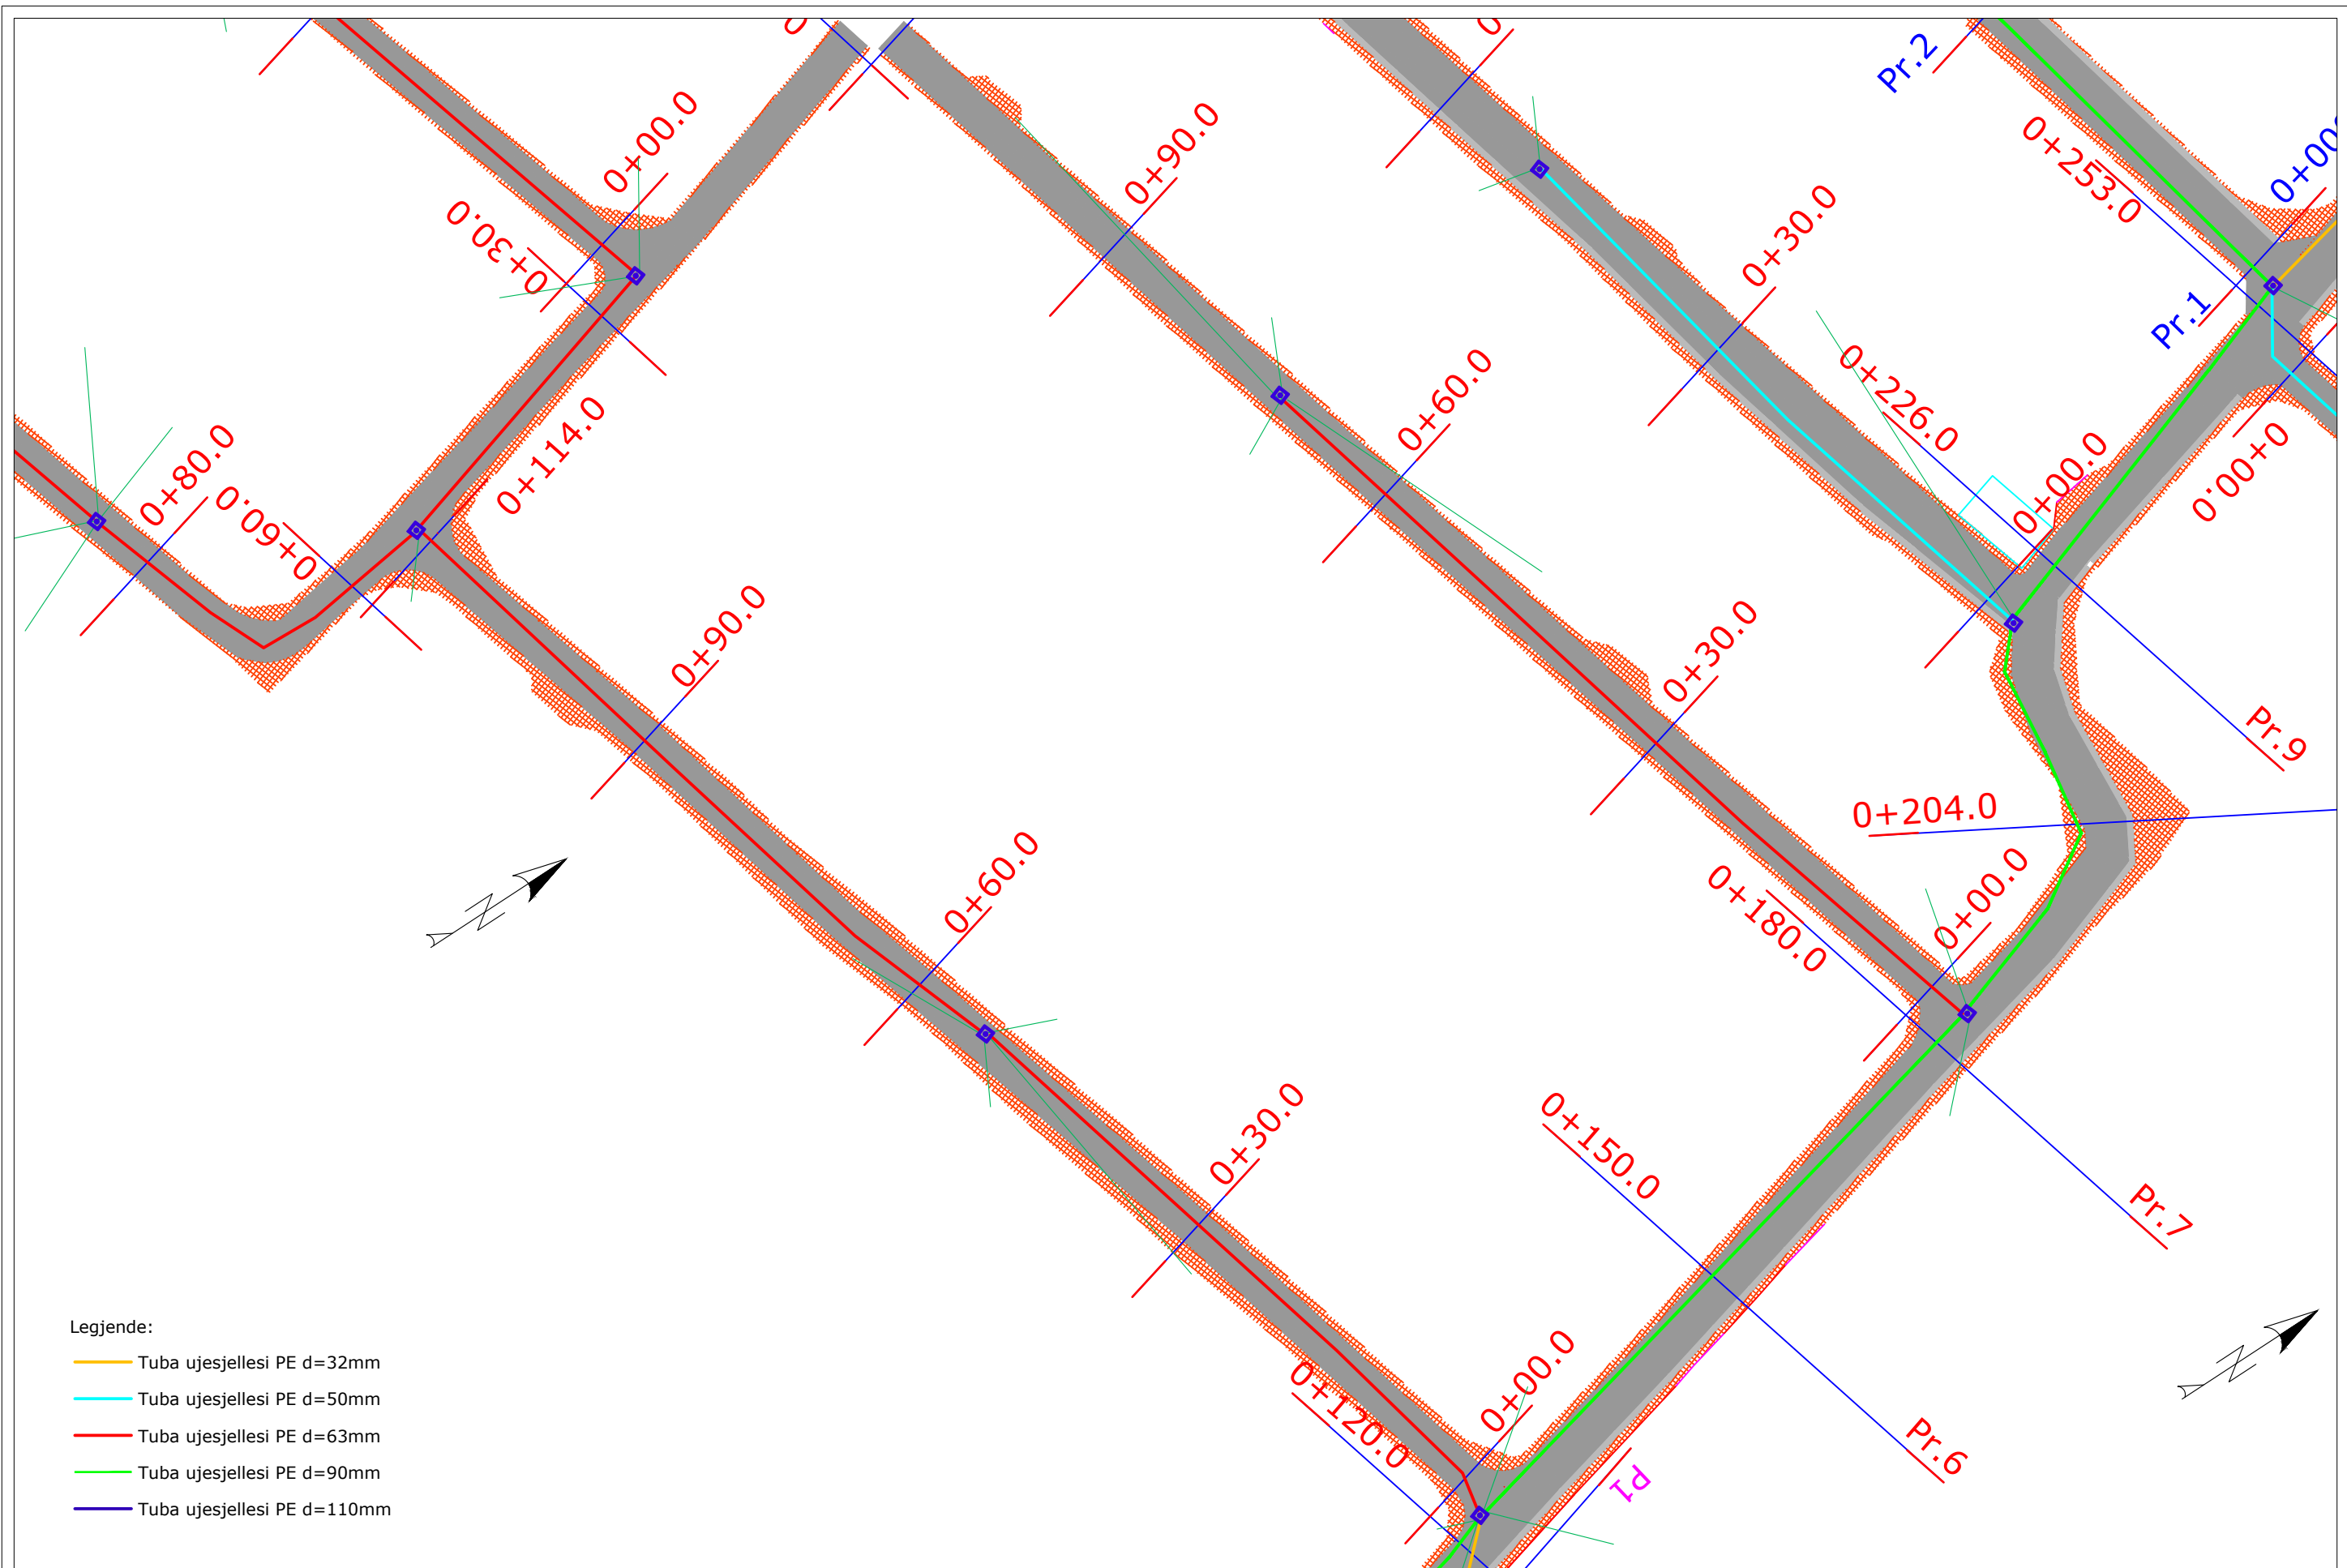 Pr.2
0+00.0
0+90.0
0+253.0
0+30.0
0+30.0
Pr.1
0+226.0
0+60.0
0+114.0
0+80.0
0+60.0
0+00.0
0+00.0
0+90.0
0+30.0
Pr.9
0+204.0
0+60.0
0+180.0
0+00.0
N
0+30.0
0+150.0
Pr.7
0+00.0
0+120.0
Pr.6
P1
N
Legjende:
Tuba ujesjellesi PE d=32mm
Tuba ujesjellesi PE d=50mm
Tuba ujesjellesi PE d=63mm
Tuba ujesjellesi PE d=90mm
Tuba ujesjellesi PE d=110mm